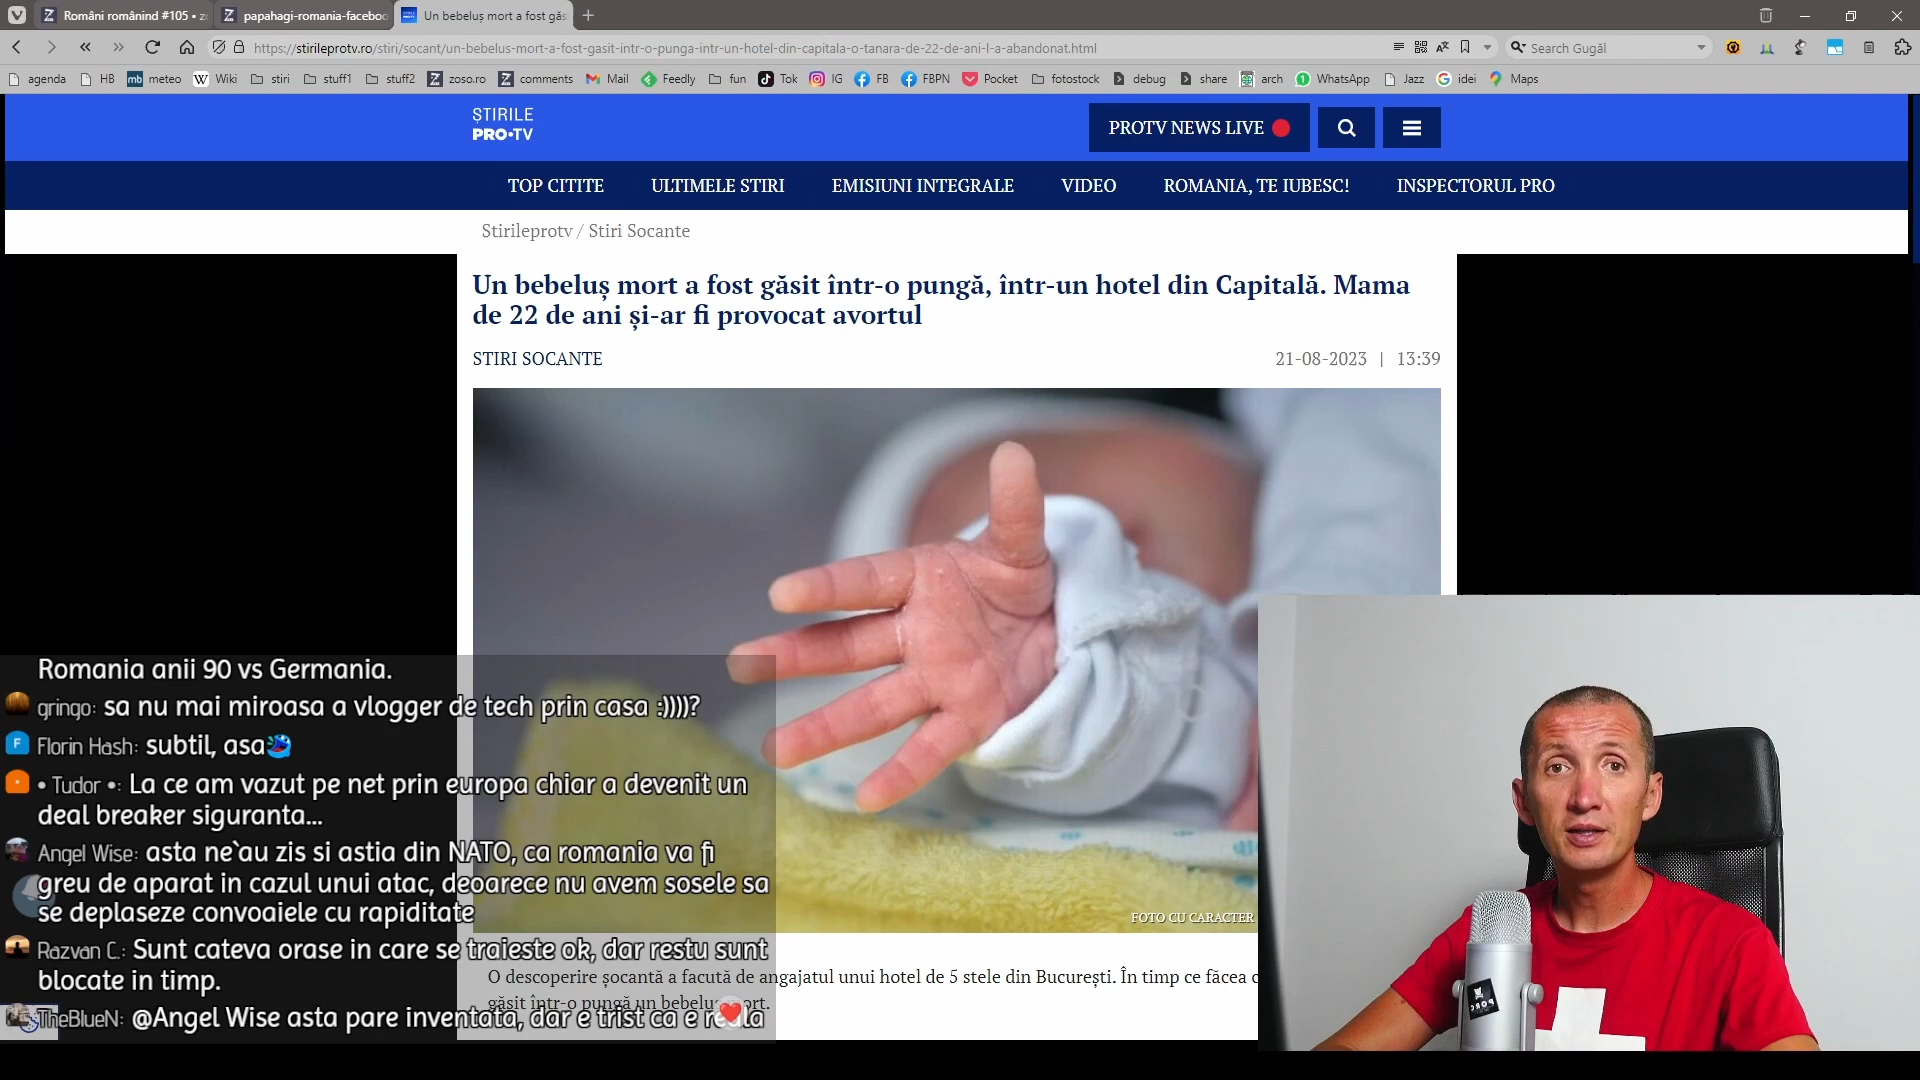 Români românind #105 •
papahagi-romania-faceboo
Un bebeluș mort a fost găs
https://stirileprotv.ro/stiri/socant/un-bebelus-mort-a-fost-gasit-intr-o-punga-intr-un-hotel-din-capitala-o-tanara-de-22-de-ani-l-a-abandonat.html
Search Gugăl
agenda HB meteo Wiki stiri stuff1 stuff2 zoso.ro comments Mail Feedly fun Tok IG FB FBPN Pocket fotostock debug share arch WhatsApp Jazz idei Maps
ȘTIRILE
PRO•TV
PROTV NEWS LIVE
TOP CITITE ULTIMELE STIRI EMISIUNI INTEGRALE VIDEO ROMANIA, TE IUBESC! INSPECTORUL PRO
Stirileprotv / Stiri Socante
Un bebeluș mort a fost găsit într-o pungă, într-un hotel din Capitală. Mama
de 22 de ani și-ar fi provocat avortul
STIRI SOCANTE
21-08-2023 | 13:39
FOTO CU CARACTER
O descoperire șocantă a facută de angajatul unui hotel de 5 stele din București. În timp ce făcea
găsit într-o pungă un bebeluș mort.
Romania anii 90 vs Germania.
gringo: sa nu mai miroasa a vlogger de tech prin casa :))))?
Florin Hash: subtil, asa
• Tudor •: La ce am vazut pe net prin europa chiar a devenit un
deal breaker siguranta...
Angel Wise: asta ne`au zis si astia din NATO, ca romania va fi
greu de aparat in cazul unui atac, deoarece nu avem sosele sa
se deplaseze convoaiele cu rapiditate
Razvan C.: Sunt cateva orase in care se traieste ok, dar restu sunt
blocate in timp.
TheBlueN: @Angel Wise asta pare inventata, dar e trist ca e reala